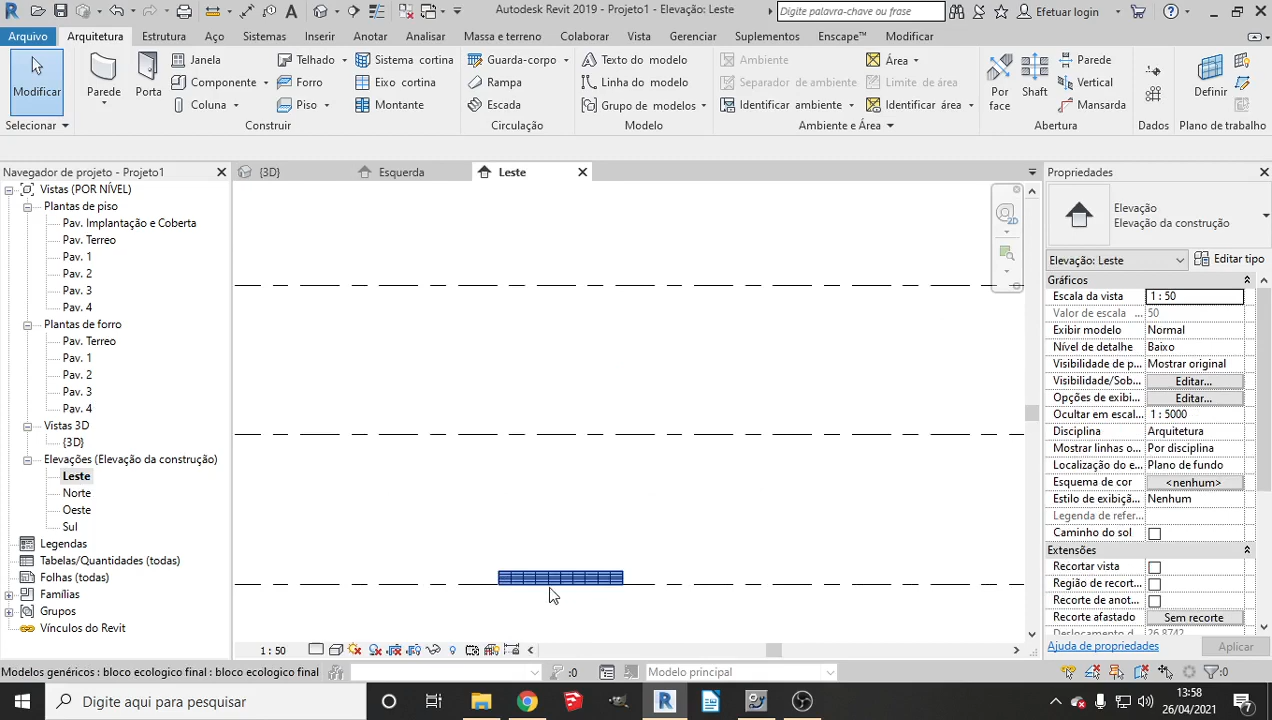 Autodesk Revit 2019 - Projeto1 - Elevação: Leste
Digite palavra-chave ou frase
Efetuar login
Arquivo Arquitetura Estrutura Aço Sistemas Inserir Anotar Analisar Massa e terreno Colaborar Vista Gerenciar Suplementos Enscape™ Modificar
Modificar
Parede
Porta
Janela
Componente
Coluna
Telhado
Forro
Piso
Sistema cortina
Eixo cortina
Montante
Guarda-corpo
Rampa
Escada
Texto do modelo
Linha do modelo
Grupo de modelos
Ambiente
Separador de ambiente
Identificar ambiente
Área
Limite de área
Identificar área
Por face
Shaft
Parede
Vertical
Mansarda
Definir
Selecionar Construir Circulação Modelo Ambiente e Área Abertura Dados Plano de trabalho
Navegador de projeto - Projeto1
Vistas (POR NÍVEL)
Plantas de piso
Pav. Implantação e Coberta
Pav. Terreo
Pav. 1
Pav. 2
Pav. 3
Pav. 4
Plantas de forro
Pav. Terreo
Pav. 1
Pav. 2
Pav. 3
Pav. 4
Vistas 3D
{3D}
Elevações (Elevação da construção)
Leste
Norte
Oeste
Sul
Legendas
Tabelas/Quantidades (todas)
Folhas (todas)
Famílias
Grupos
Vínculos do Revit
{3D} Esquerda Leste
2D
1 : 50
Propriedades
Elevação
Elevação da construção
Elevação: Leste
Editar tipo
Gráficos
Escala da vista 1 : 50
Valor de escala ... 50
Exibir modelo Normal
Nível de detalhe Baixo
Visibilidade de p... Mostrar original
Visibilidade/Sob... Editar...
Opções de exibi... Editar...
Ocultar em escal... 1 : 5000
Disciplina Arquitetura
Mostrar linhas o... Por disciplina
Localização do e... Plano de fundo
Esquema de cor <nenhum>
Estilo de exibiçã... Nenhum
Legenda de refer...
Caminho do sol
Extensões
Recortar vista
Região de recort...
Recorte de anot...
Recorte afastado Sem recorte
Deslocamento d... 26.8742
Ajuda de propriedades
Aplicar
Modelos genéricos : bloco ecologico final : bloco ecologico final
:0
Modelo principal
:0
Digite aqui para pesquisar
13:58
26/04/2021
7